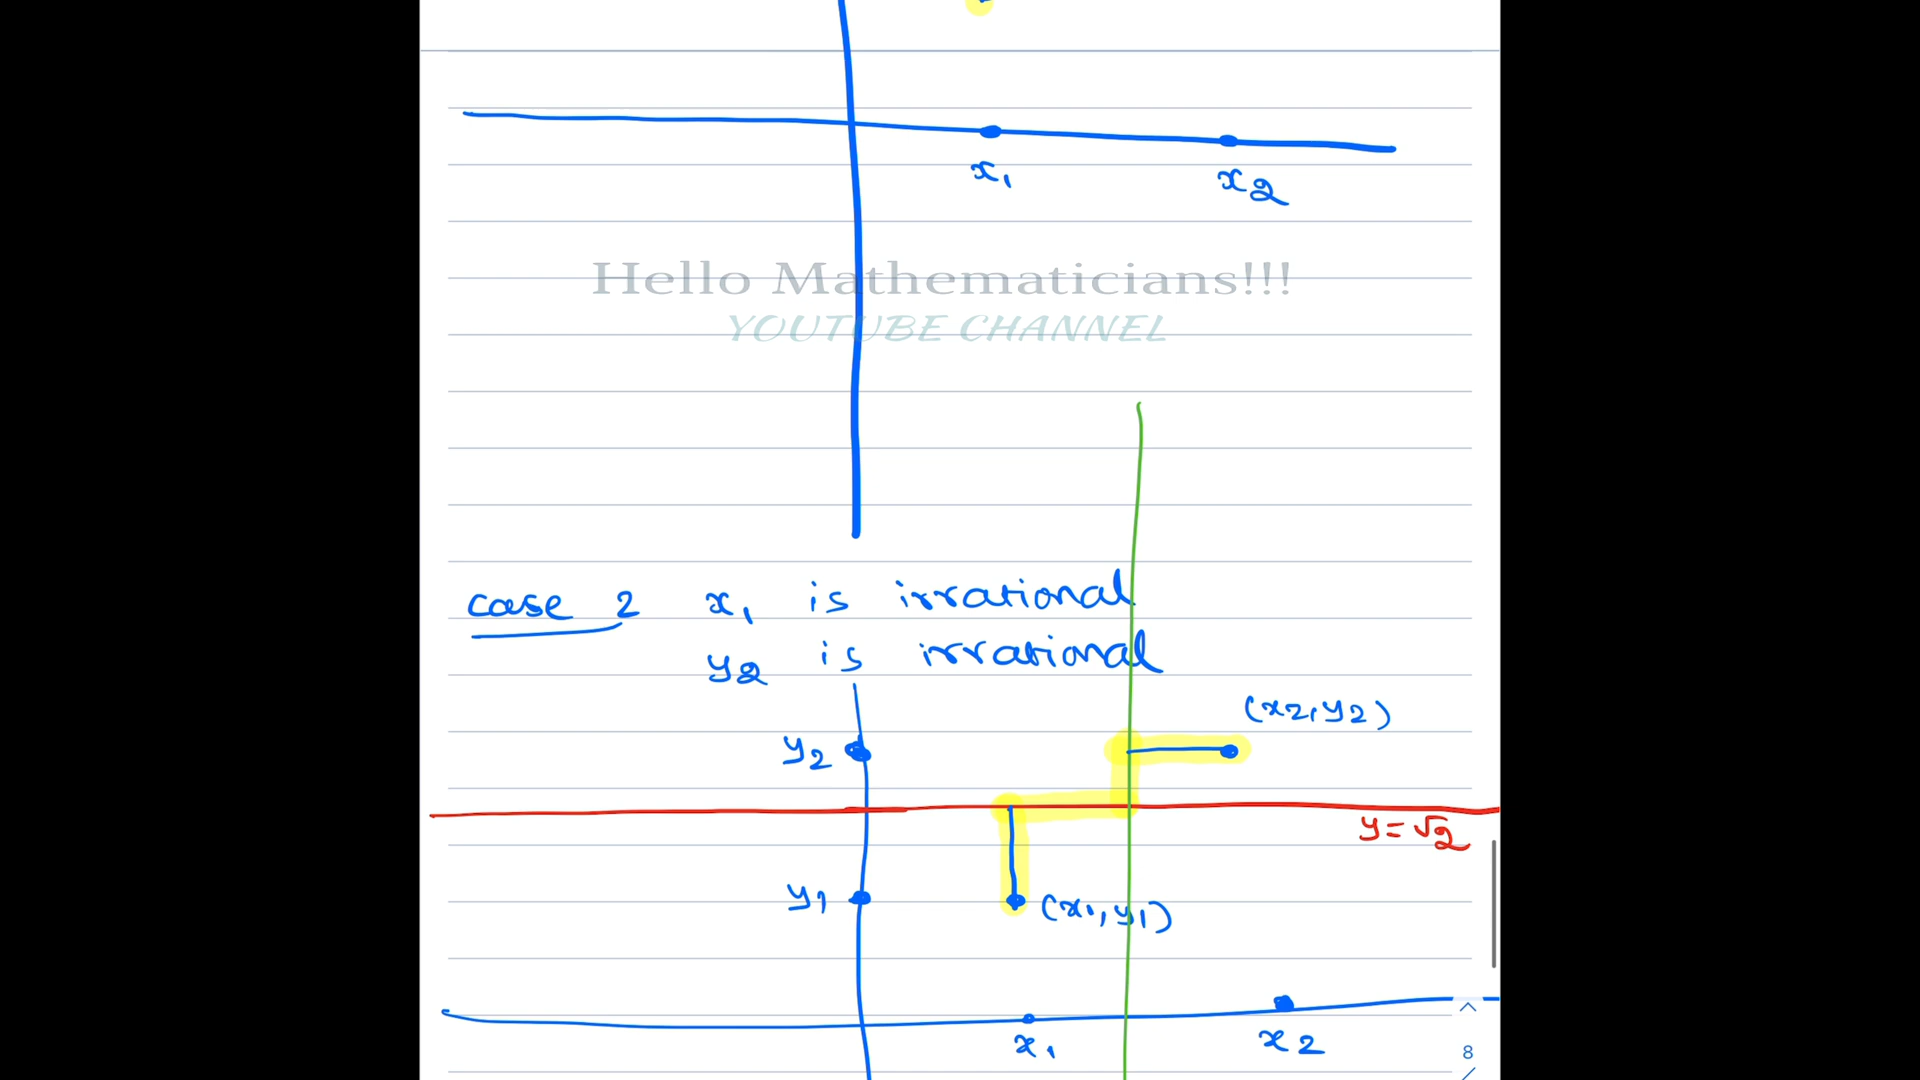 x₁
x₂
Hello Mathematicians!!!
YOUTUBE CHANNEL
case 2 x₁ is irrational
y₂ is irrational
(x₂,y₂)
y₂
y=√2
y₁
(x₁,y₁)
x₁
x₂
8